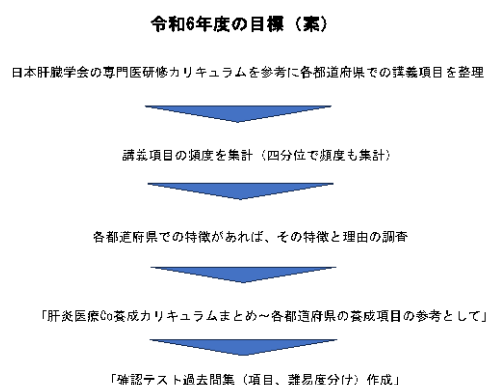 令和6年度の目標（案）
日本肝臓学会の専門医研修カリキュラムを参考に各都道府県での講義項目を整理
講義項目の頻度を集計（四分位で頻度も集計）
各都道府県での特徴があれば、その特徴と理由の調査
「肝炎医療Co養成カリキュラムまとめ～各都道府県の養成項目の参考として」
「確認テスト過去問集（項目、難易度分け）作成」